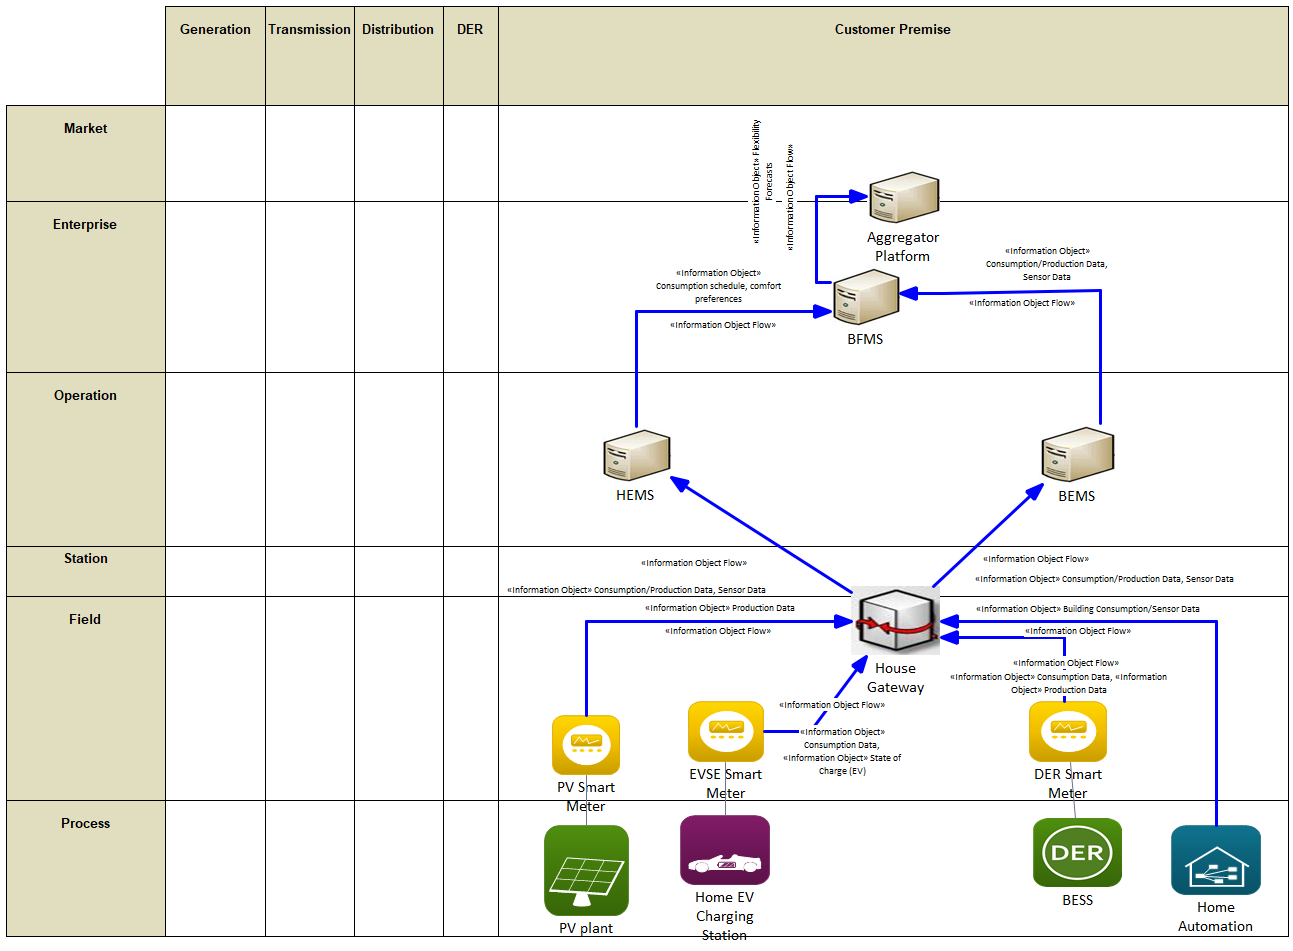 Generation
Transmission
Distribution
DER
Customer Premise
Market
«Information Object» Flexibility
Forecasts
«Information Object Flow»
Enterprise
Aggregator
Platform
«Information Object»
Consumption/Production Data,
Sensor Data
«Information Object Flow»
«Information Object»
Consumption schedule, comfort
preferences
«Information Object Flow»
BFMS
Operation
HEMS
BEMS
Station
«Information Object Flow»
«Information Object» Consumption/Production Data, Sensor Data
«Information Object Flow»
«Information Object» Consumption/Production Data, Sensor Data
Field
«Information Object» Production Data
«Information Object Flow»
«Information Object» Building Consumption/Sensor Data
«Information Object Flow»
House
Gateway
«Information Object Flow»
«Information Object» Consumption Data, «Information
Object» Production Data
«Information Object Flow»
«Information Object»
Consumption Data,
«Information Object» State of
Charge (EV)
PV Smart
Meter
EVSE Smart
Meter
DER Smart
Meter
Process
PV plant
Home EV
Charging
Station
DER
BESS
Home
Automation